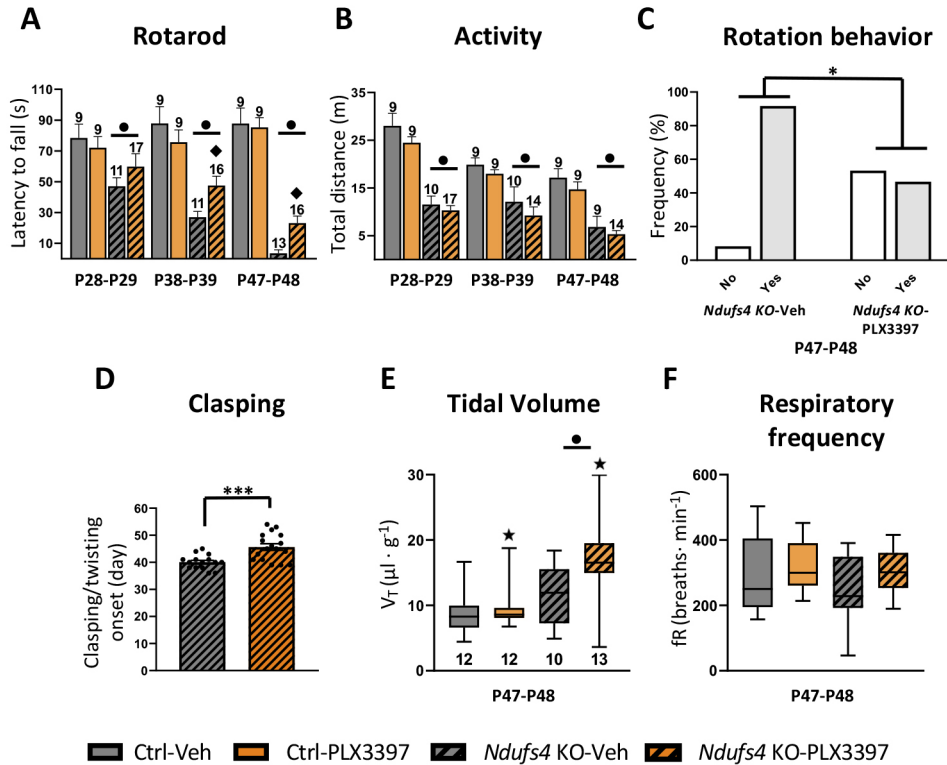 A
Rotarod
Latency to fall (s)
110
90
70
50
30
10
9
9
11
17
9
9
11
16
9
9
13
16
P28-P29
P38-P39
P47-P48
B
Activity
Total distance (m)
35
25
15
5
9
9
10
17
9
9
10
14
9
9
9
14
P28-P29
P38-P39
P47-P48
C
Rotation behavior
Frequency (%)
100
80
60
40
20
0
*
No
Yes
No
Yes
Ndufs4 KO-Veh
Ndufs4 KO-
PLX3397
P47-P48
D
Clasping
Clasping/twisting
onset (day)
60
50
40
30
20
10
0
***
E
Tidal Volume
V_T (µl · g⁻¹)
30
20
10
0
12
12
10
13
P47-P48
F
Respiratory
frequency
fR (breaths· min⁻¹)
600
400
200
0
P47-P48
Ctrl-Veh
Ctrl-PLX3397
Ndufs4 KO-Veh
Ndufs4 KO-PLX3397